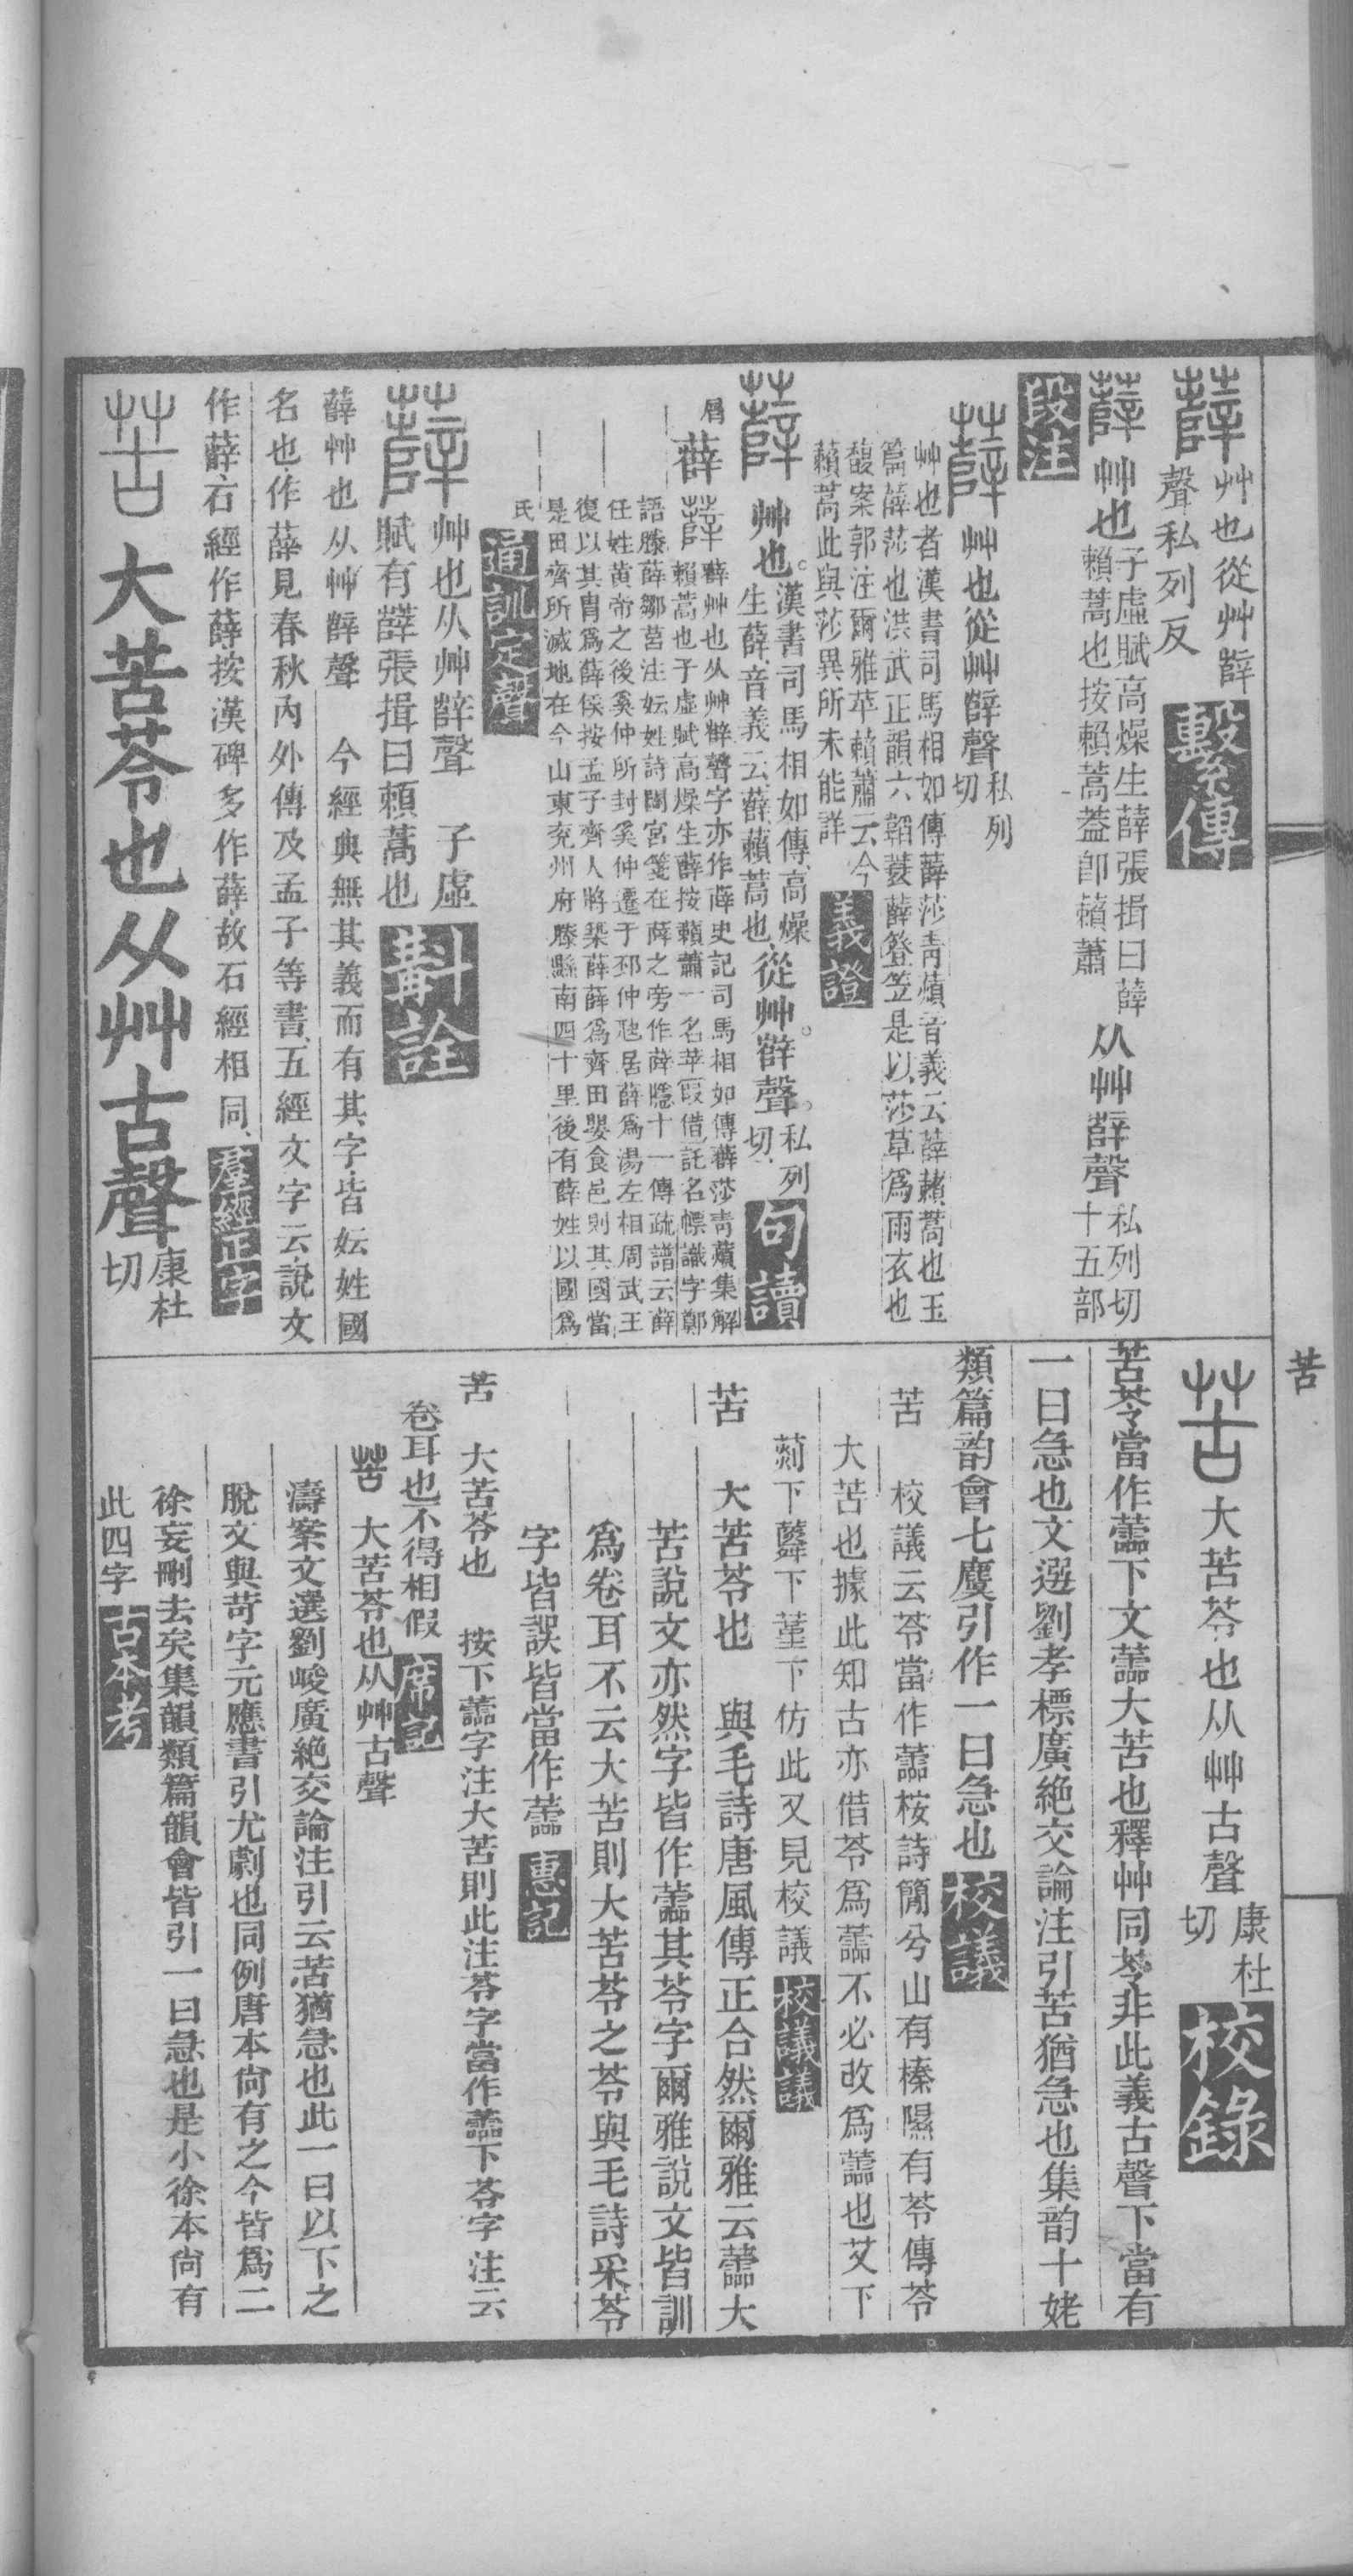 艸也從艸辥
聲私列反
繫傳
艸也
子虛賦高燥生薛張揖曰薛
賴蒿也按賴蒿葢卽藾蕭
从艸辥聲
私列切
十五部
段注
艸也從艸辥聲
私列
切
艸也者漢書司馬相如傳薛莎靑薠音義云薛藾蒿也玉
篇薛莎也洪武正韻六韜蓑薛簦笠是以莎草爲雨衣也
馥案郭注爾雅苹藾蕭云今
藾蒿此與莎異所未能詳
義證
艸也。
漢書司馬相如傳高燥
生薛音義云薛藾蒿也
從艸。辥聲。
私列
切
句讀
屑
薛艸也从艸辥聲字亦作薛史記司馬相如傳薛莎靑薠集解
藾蒿也子虛賦高燥生薛按藾蕭一名苹叚借託名幖識字鄭
語滕薛鄒莒注妘姓詩閟宮箋在薛之旁作薛隱十一傳疏譜云薛
任姓黃帝之後奚仲所封奚仲遷于邳仲虺居薛爲湯左相周武王
復以其胄爲薛侯按孟子齊人將築薛薛爲齊田嬰食邑則其國當
是田齊所滅地在今山東兗州府滕縣南四十里後有薛姓以國爲
氏
通訓定聲
艸也从艸辥聲 子虛
賦有薛張揖曰賴蒿也
斠詮
薛艸也从艸辥聲 今經典無其義而有其字皆妘姓國
名也作薛見春秋內外傳及孟子等書五經文字云說文
作薛石經作薛按漢碑多作薛故石經相同
羣經正字
大苦苓也从艸古聲
康杜
切
苦
大苦苓也从艸古聲
康杜
切
校錄
苦苓當作蘦下文蘦大苦也釋艸同苓非此義古聲下當有
一曰急也文選劉孝標廣絶交論注引苦猶急也集韵十姥
類篇韵會七麌引作一曰急也
校議
苦 校議云苓當作蘦桉詩簡兮山有榛隰有苓傳苓
大苦也據此知古亦借苓爲蘦不必改爲蘦也艾下
薊下虋下堇下仿此又見校議
校議議
苦 大苦苓也 與毛詩唐風傳正合然爾雅云蘦大
苦說文亦然字皆作蘦其苓字爾雅說文皆訓
爲卷耳不云大苦則大苦苓之苓與毛詩采苓
字皆誤皆當作蘦
惠記
苦 大苦苓也 按下蘦字注大苦則此注苓字當作蘦下苓字注云
卷耳也不得相假
席記
苦 大苦苓也从艸古聲
濤案文選劉峻廣絶交論注引云苦猶急也此一曰以下之
脫文與苛字元應書引尤劇也同例唐本尙有之今皆爲二
徐妄刪去矣集韻類篇韻會皆引一曰急也是小徐本尙有
此四字
古本考